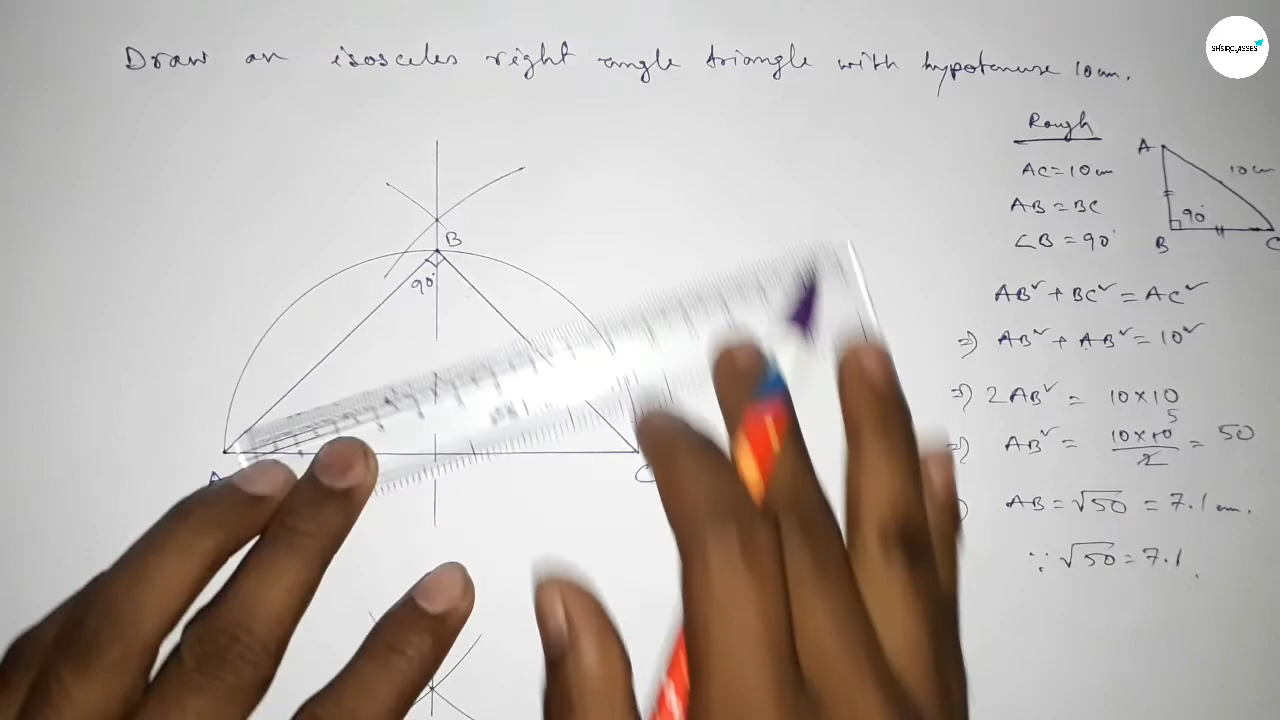 Draw an isosceles right angle triangle with hypotenuse 10cm.
SHSIRCLASSES
Rough
AC=10cm
AB=BC
∠B=90°
A
10cm
90°
B
C
AB²+BC²=AC²
⇒ AB²+AB²=10²
⇒ 2AB² = 10×10
⇒ AB² = 10×10/2 = 50
5
AB=√50=7.1cm.
∵ √50=7.1.
B
90°
A
C